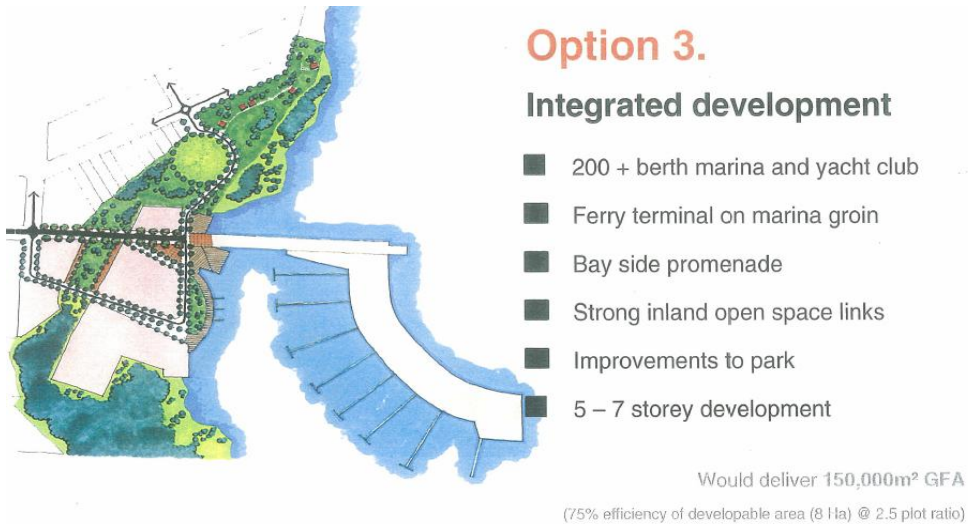 Option 3.
Integrated development
200 + berth marina and yacht club
Ferry terminal on marina groin
Bay side promenade
Strong inland open space links
Improvements to park
5 – 7 storey development
Would deliver 150,000m² GFA
(75% efficiency of developable area (8 Ha) @ 2.5 plot ratio)